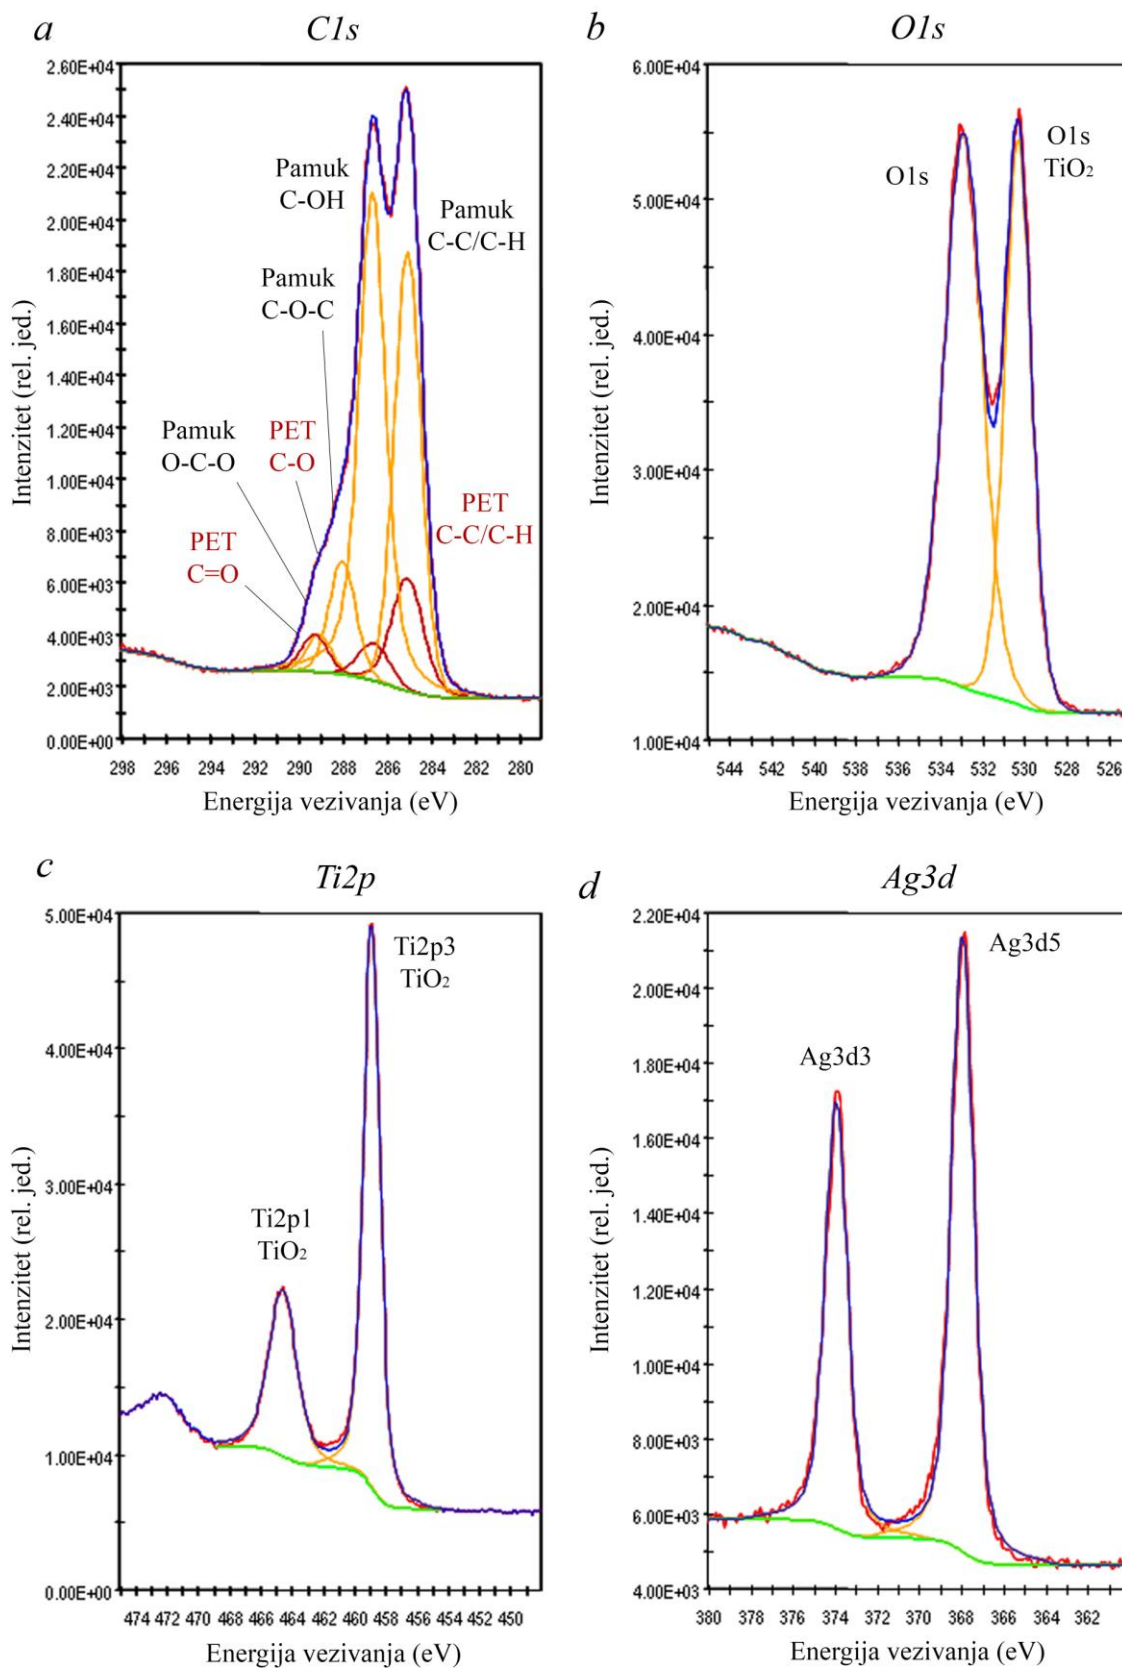 a
C1s
Intenzitet (rel. jed.)
2.60E+04
2.40E+04
2.20E+04
2.00E+04
1.80E+04
1.60E+04
1.40E+04
1.20E+04
1.00E+04
8.00E+03
6.00E+03
4.00E+03
2.00E+03
0.00E+00
Pamuk
C-OH
Pamuk
C-C/C-H
Pamuk
C-O-C
Pamuk
O-C-O
PET
C-O
PET
C=O
PET
C-C/C-H
298 296 294 292 290 288 286 284 282 280
Energija vezivanja (eV)
b
O1s
Intenzitet (rel. jed.)
6.00E+04
5.00E+04
4.00E+04
3.00E+04
2.00E+04
1.00E+04
O1s
O1s
TiO₂
544 542 540 538 536 534 532 530 528 526
Energija vezivanja (eV)
c
Ti2p
Intenzitet (rel. jed.)
5.00E+04
4.00E+04
3.00E+04
2.00E+04
1.00E+04
0.00E+00
Ti2p3
TiO₂
Ti2p1
TiO₂
474 472 470 468 466 464 462 460 458 456 454 452 450
Energija vezivanja (eV)
d
Ag3d
Intenzitet (rel. jed.)
2.20E+04
2.00E+04
1.80E+04
1.60E+04
1.40E+04
1.20E+04
1.00E+04
8.00E+03
6.00E+03
4.00E+03
Ag3d5
Ag3d3
380 378 376 374 372 370 368 366 364 362
Energija vezivanja (eV)